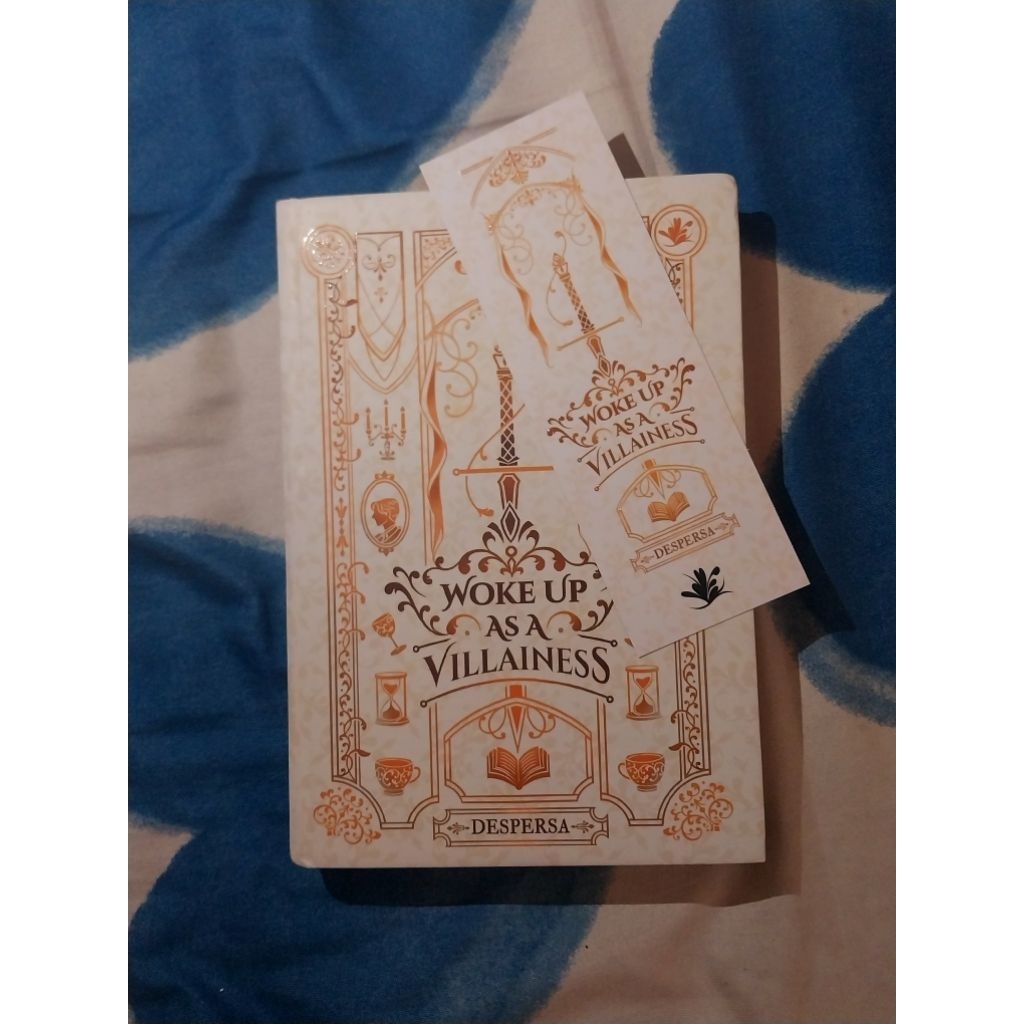 WOKE UP
AS A
VILLAINESS
DESPERSA
WOKE UP
AS A
VILLAINESS
DESPERSA